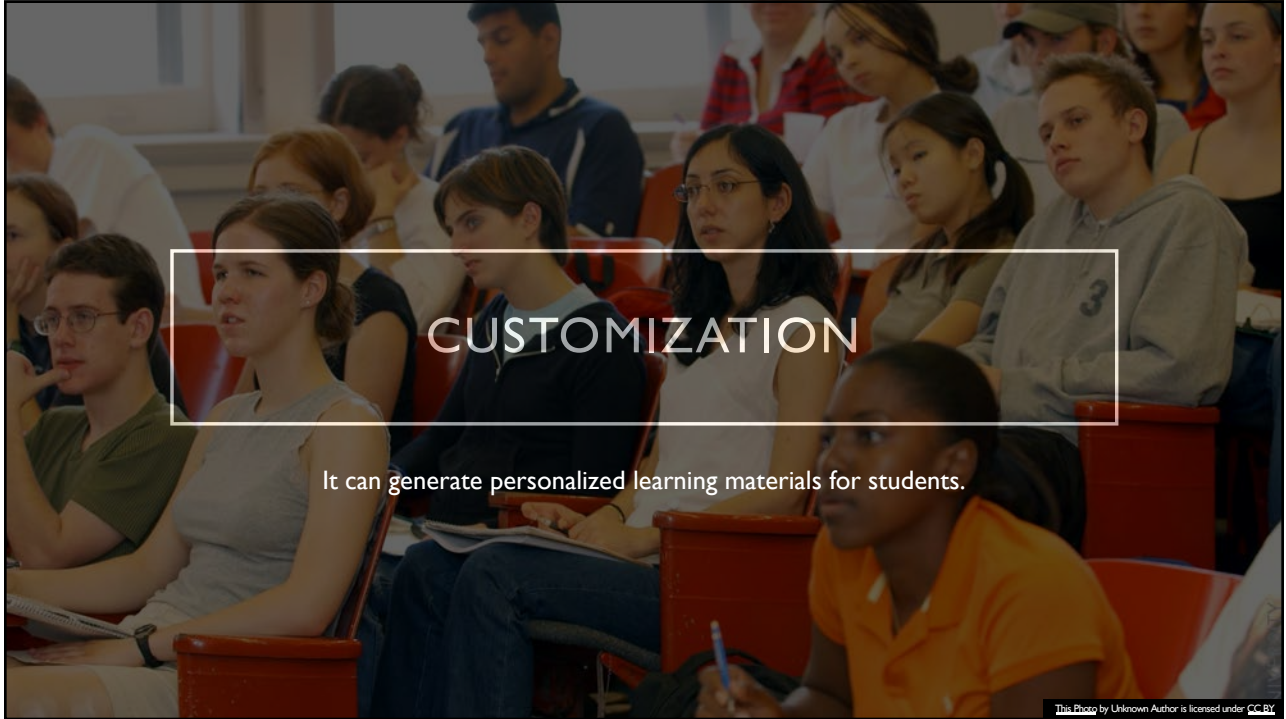 CUSTOMIZATION
It can generate personalized learning materials for students.
3
This Photo by Unknown Author is licensed under CC BY